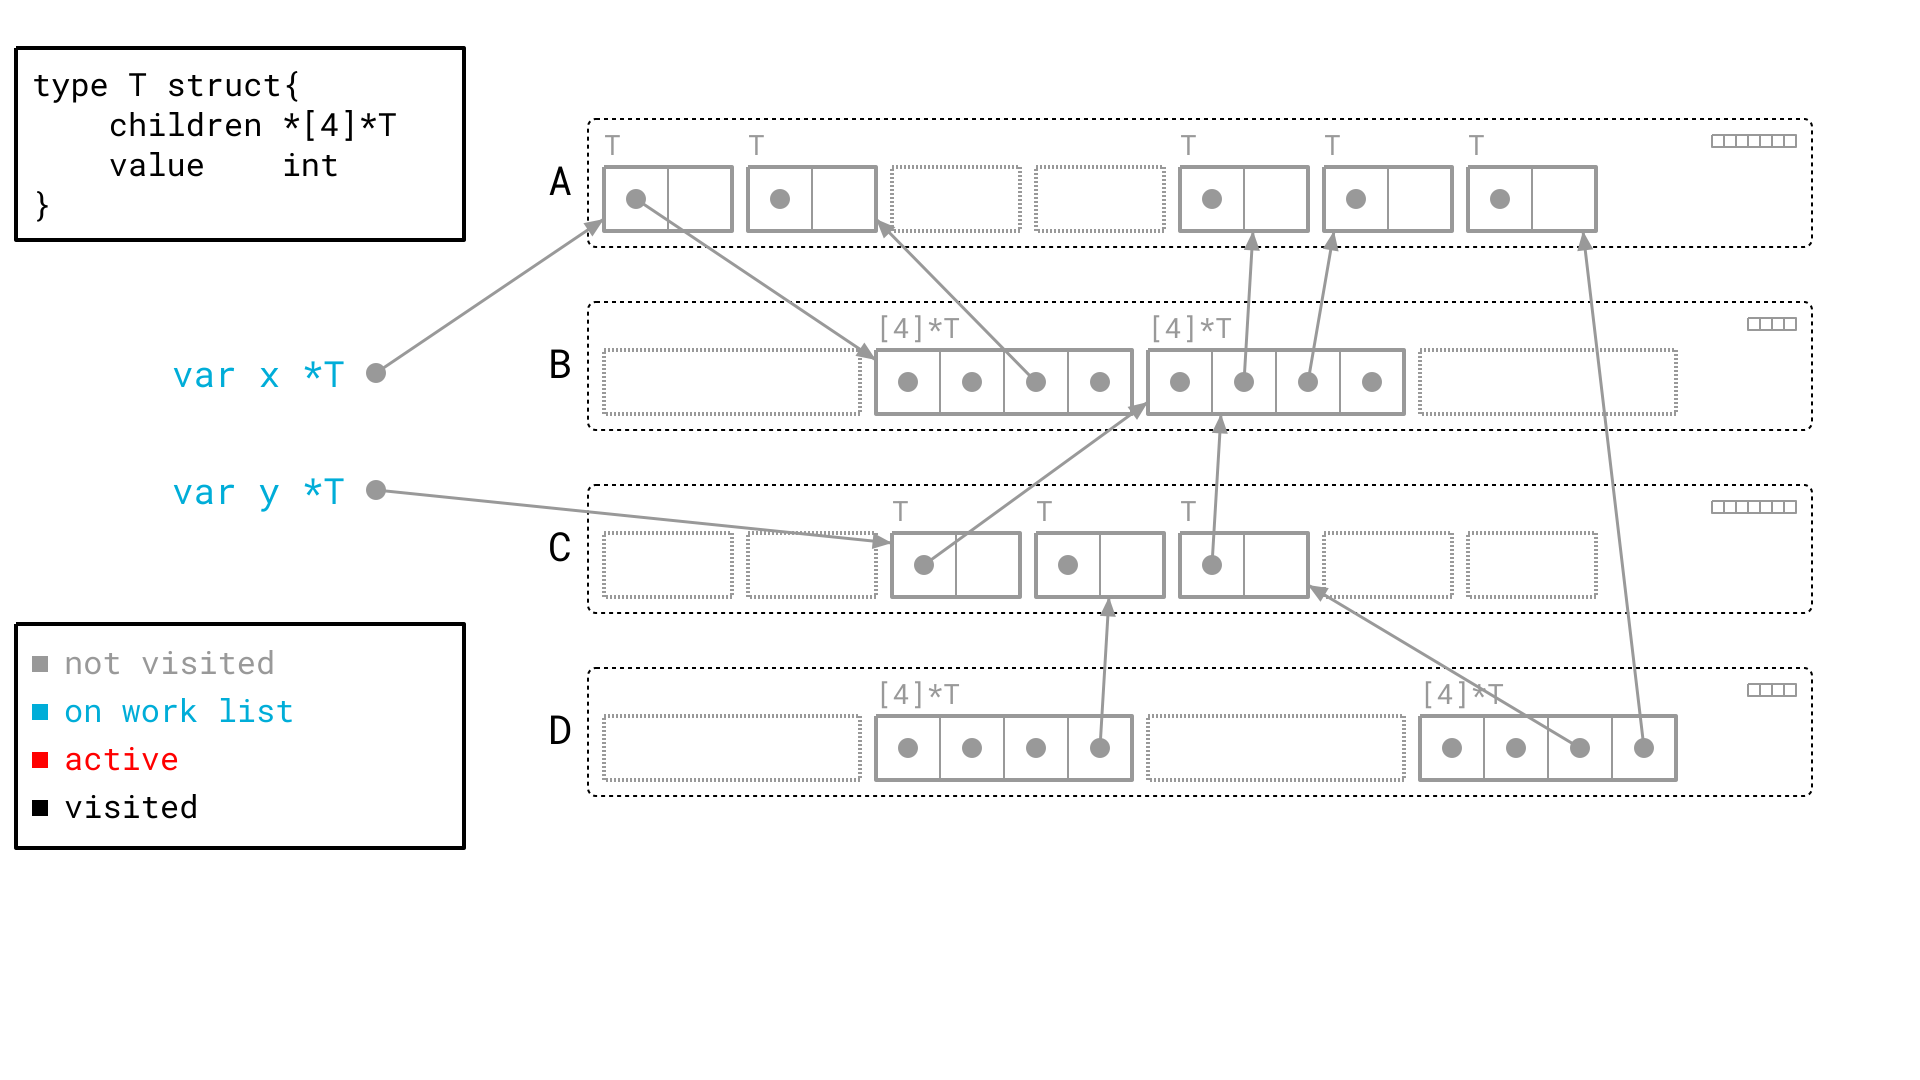 type T struct{
    children *[4]*T
    value    int
}
T T T T T
A
var x *T
[4]*T [4]*T
B
var y *T
T T T
C
[4]*T [4]*T
D
not visited
on work list
active
visited